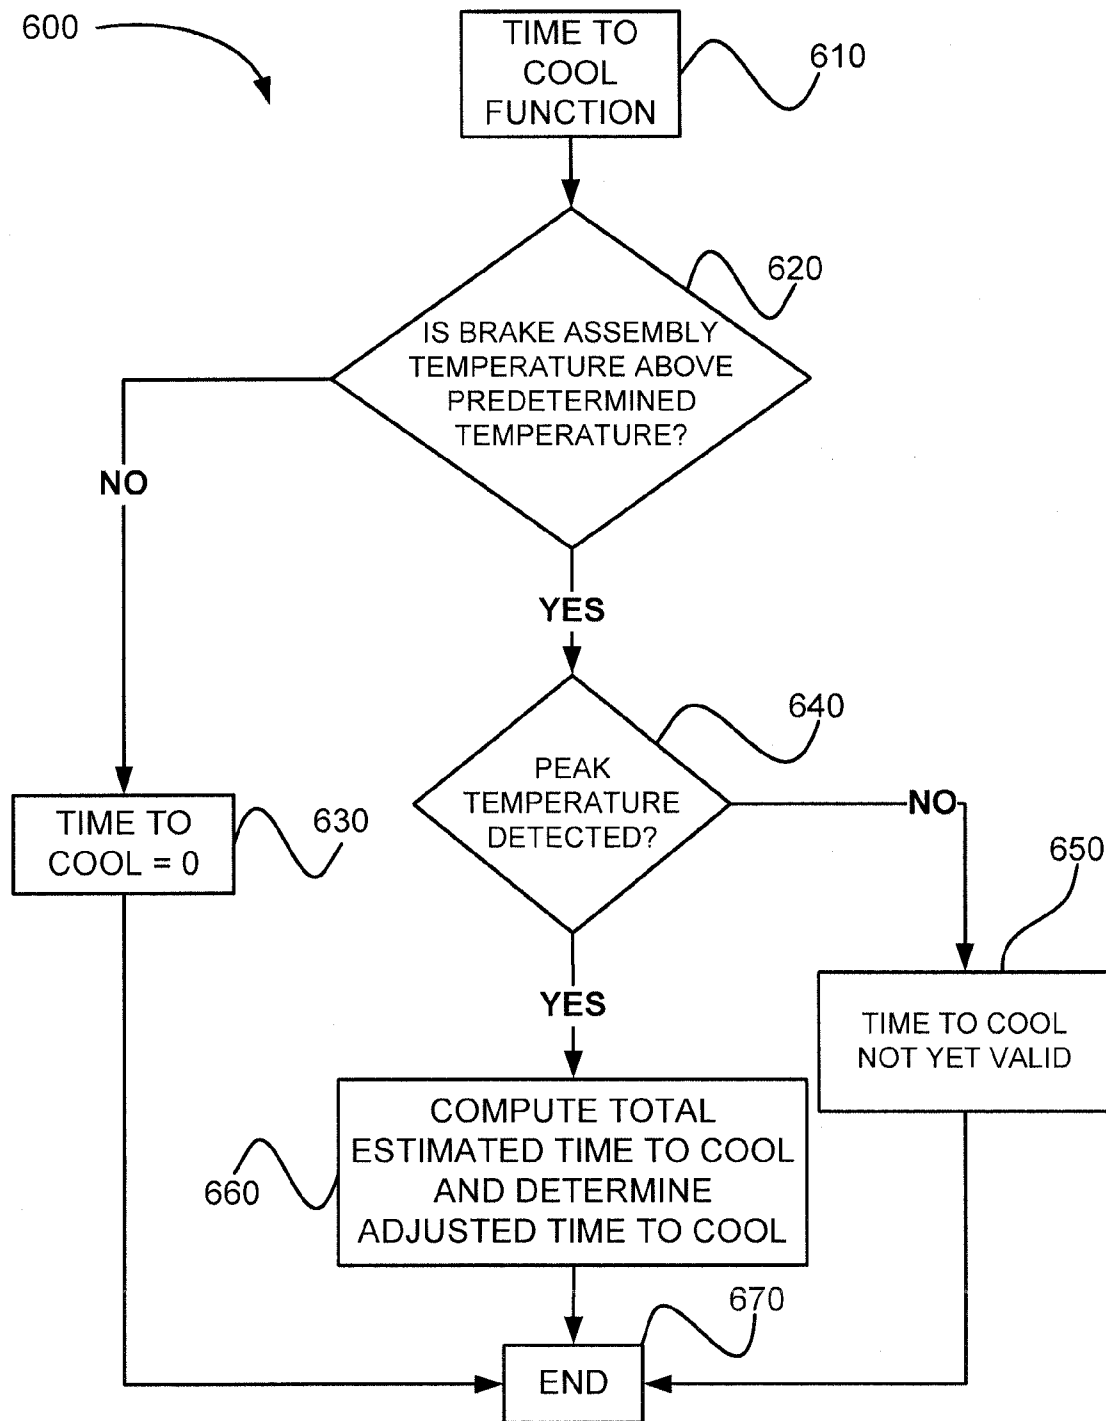 600
TIME TO
COOL
FUNCTION
610
620
IS BRAKE ASSEMBLY
TEMPERATURE ABOVE
PREDETERMINED
TEMPERATURE?
NO
YES
640
PEAK
TEMPERATURE
DETECTED?
NO
TIME TO
COOL = 0
630
650
YES
TIME TO COOL
NOT YET VALID
COMPUTE TOTAL
ESTIMATED TIME TO COOL
AND DETERMINE
ADJUSTED TIME TO COOL
660
670
END